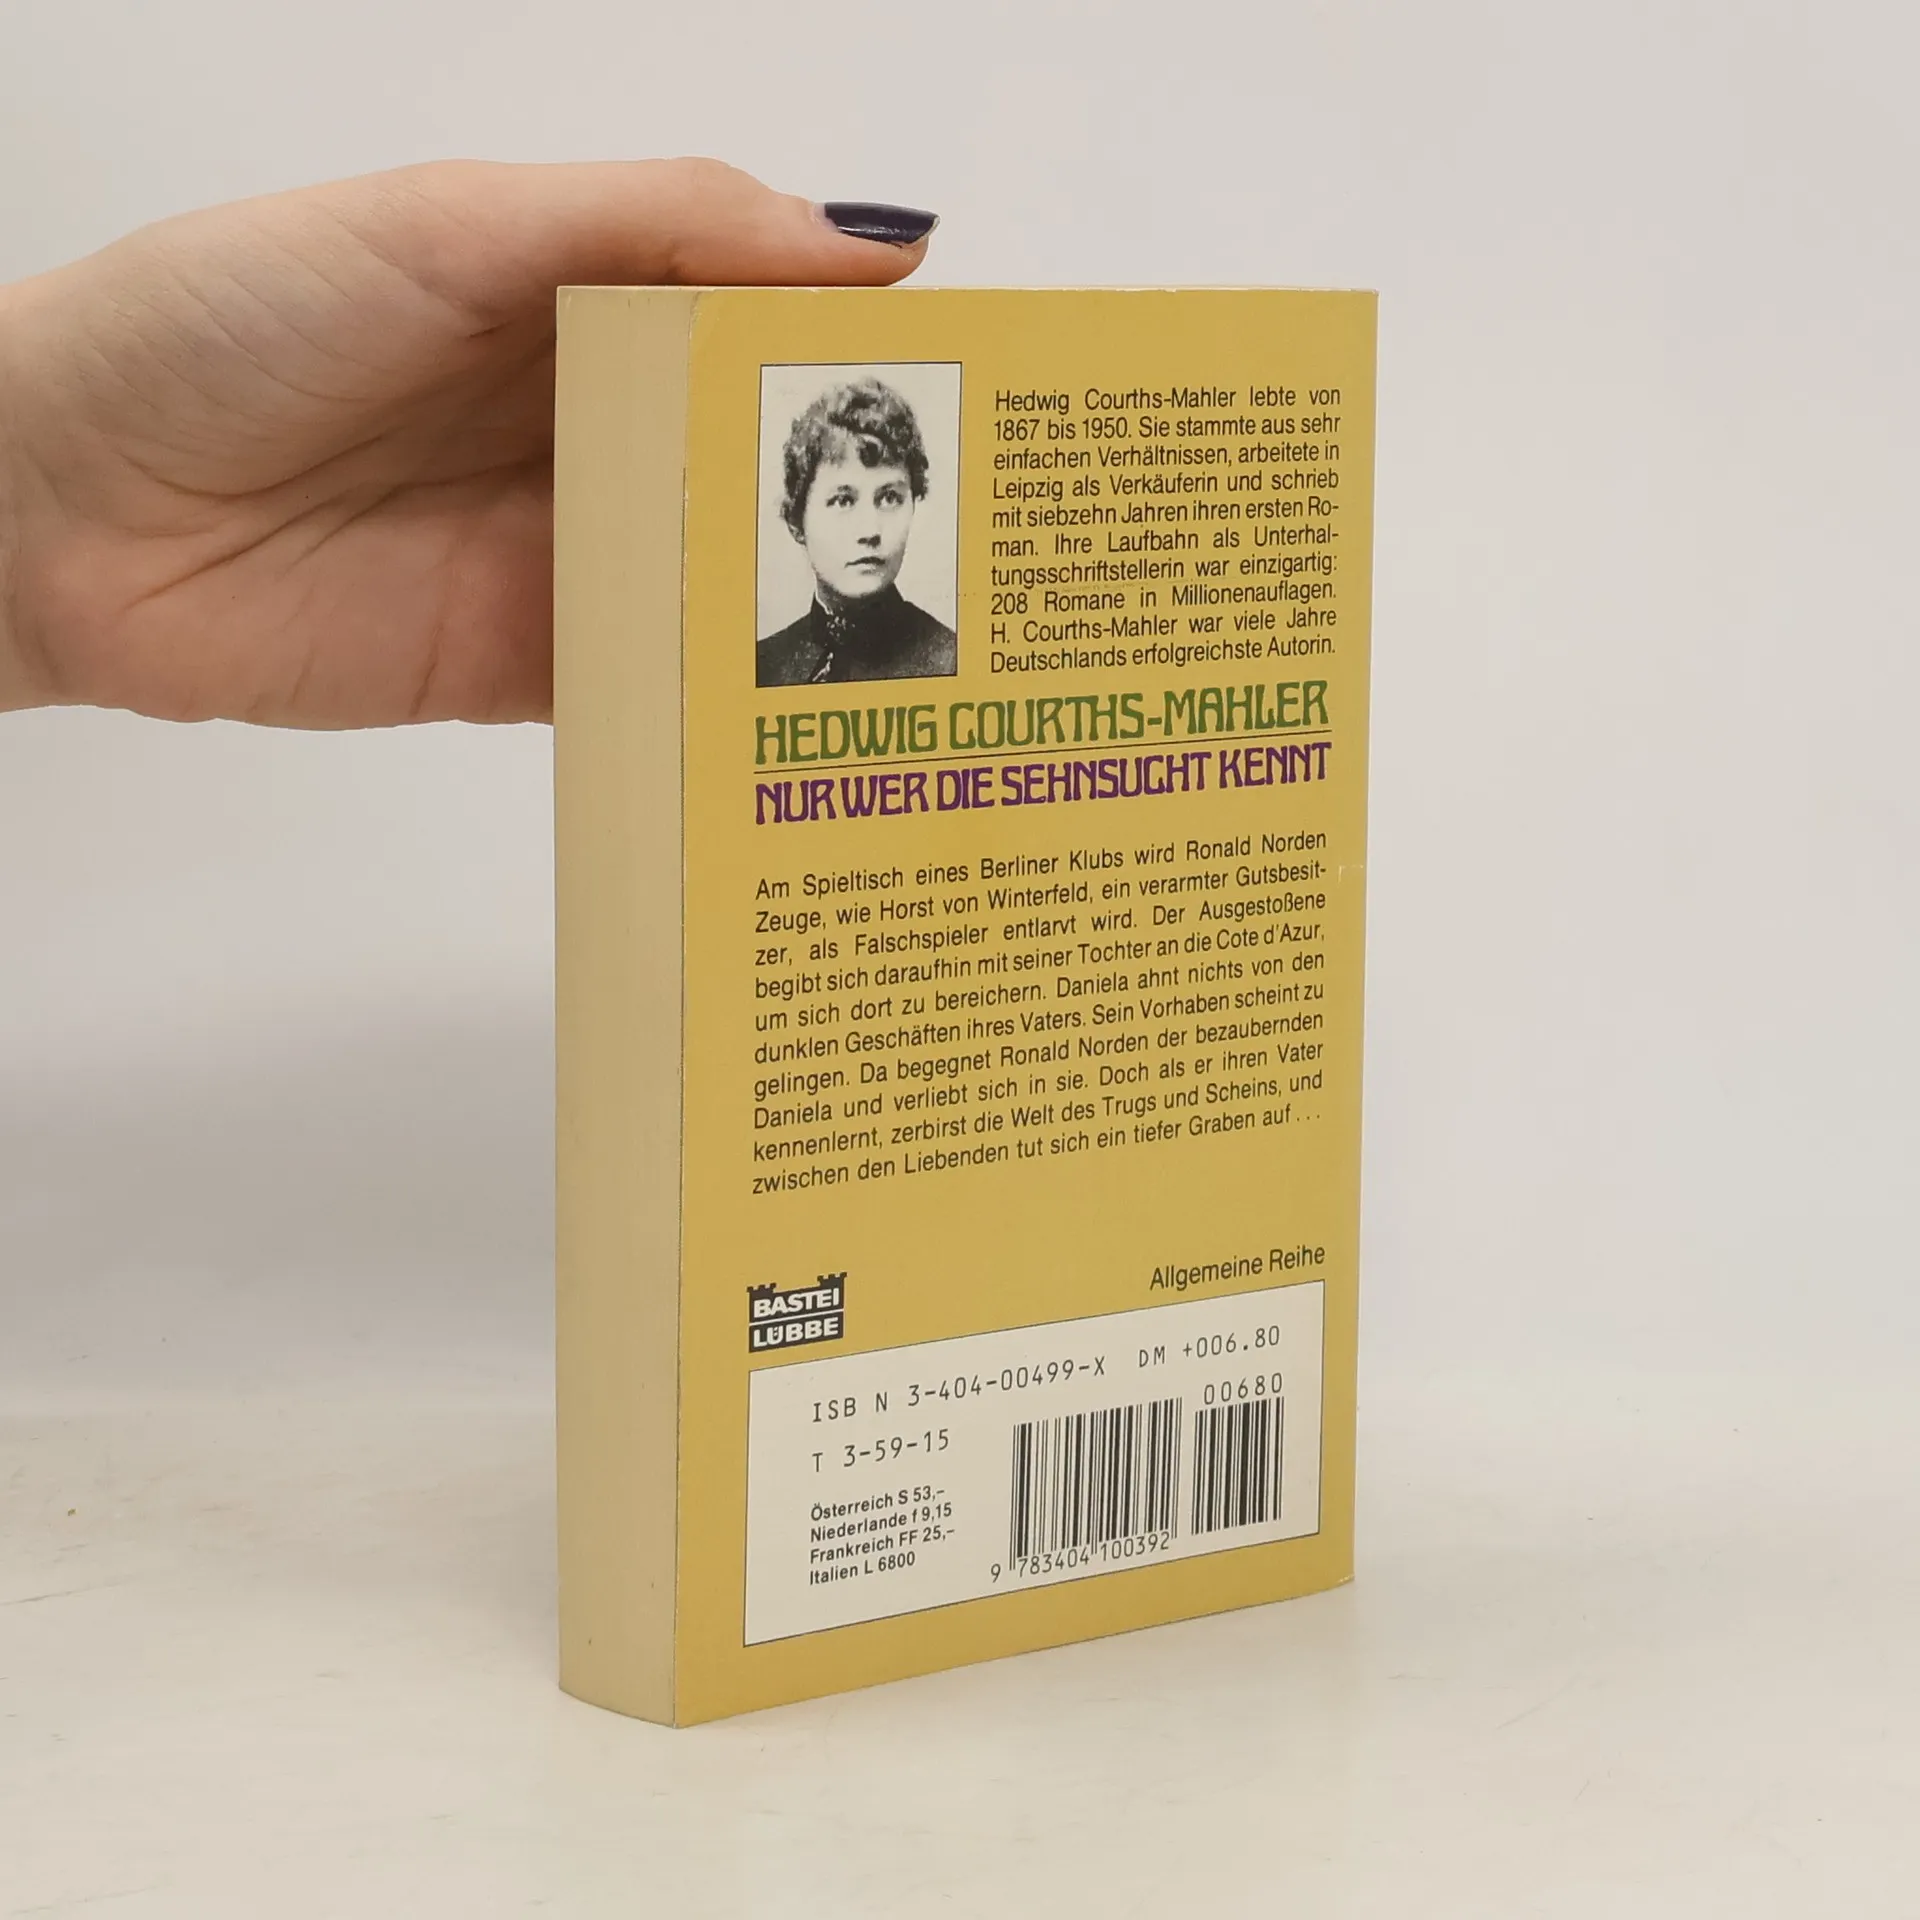 Hedwig Courths-Mahler lebte von
1867 bis 1950. Sie stammte aus sehr
einfachen Verhältnissen, arbeitete in
Leipzig als Verkäuferin und schrieb
mit siebzehn Jahren ihren ersten Ro-
man. Ihre Laufbahn als Unterhal-
tungsschriftstellerin war einzigartig:
208 Romane in Millionenauflagen.
H. Courths-Mahler war viele Jahre
Deutschlands erfolgreichste Autorin.
HEDWIG COURTHS-MAHLER
NUR WER DIE SEHNSUCHT KENNT
Am Spieltisch eines Berliner Klubs wird Ronald Norden
Zeuge, wie Horst von Winterfeld, ein verarmter Gutsbesit-
zer, als Falschspieler entlarvt wird. Der Ausgestoßene
begibt sich daraufhin mit seiner Tochter an die Cote d'Azur,
um sich dort zu bereichern. Daniela ahnt nichts von den
dunklen Geschäften ihres Vaters. Sein Vorhaben scheint zu
gelingen. Da begegnet Ronald Norden der bezaubernden
Daniela und verliebt sich in sie. Doch als er ihren Vater
kennenlernt, zerbirst die Welt des Trugs und Scheins, und
zwischen den Liebenden tut sich ein tiefer Graben auf . . .
Allgemeine Reihe
BASTEI
LÜBBE
ISB N 3-404-00499-X DM +006.80
00680
T 3-59-15
Österreich S 53,–
Niederlande f 9,15
Frankreich FF 25,–
Italien L 6800
9 783404 100392